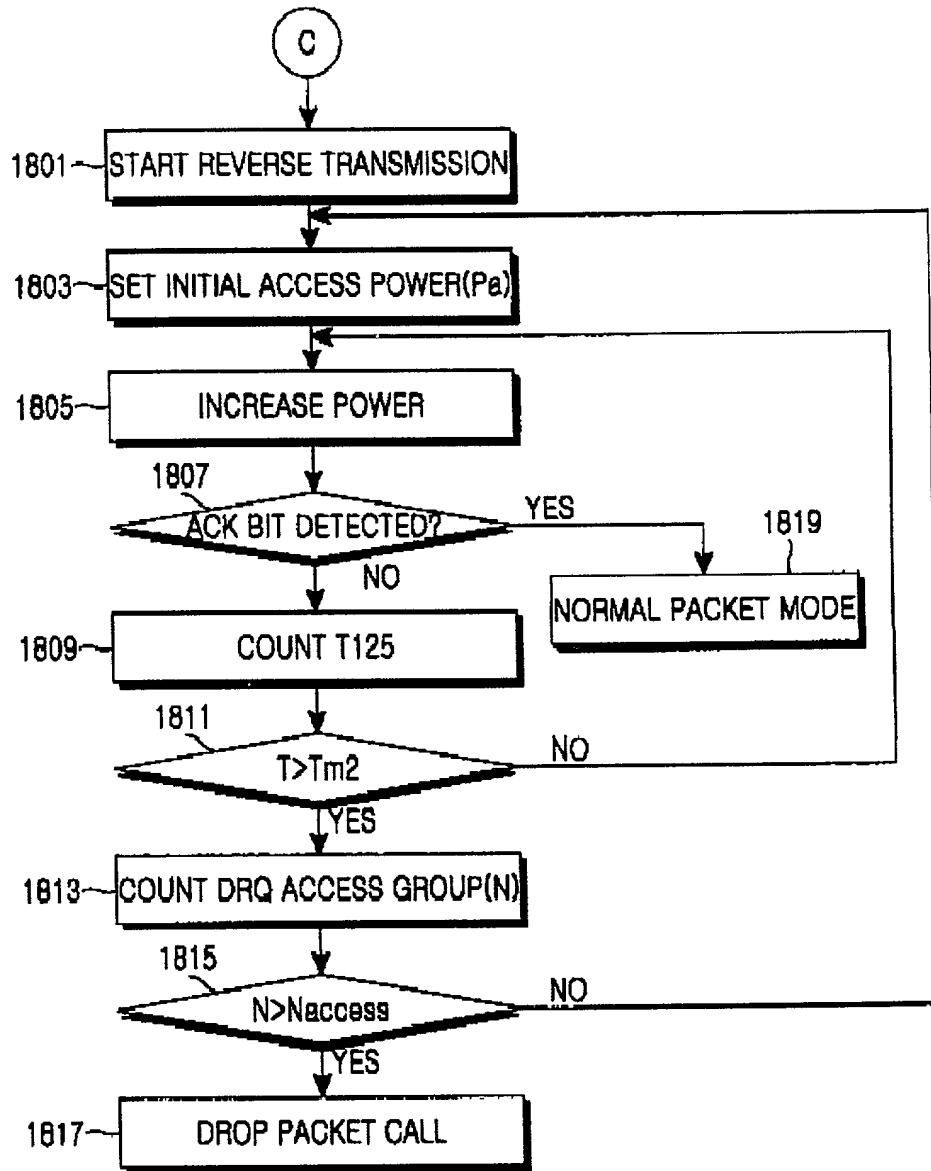 C
1801
START REVERSE TRANSMISSION
1803
SET INITIAL ACCESS POWER(Pa)
1805
INCREASE POWER
1807
ACK BIT DETECTED?
YES
NO
1819
NORMAL PACKET MODE
1809
COUNT T125
1811
T>Tm2
NO
YES
1813
COUNT DRQ ACCESS GROUP(N)
1815
N>Naccess
NO
YES
1817
DROP PACKET CALL